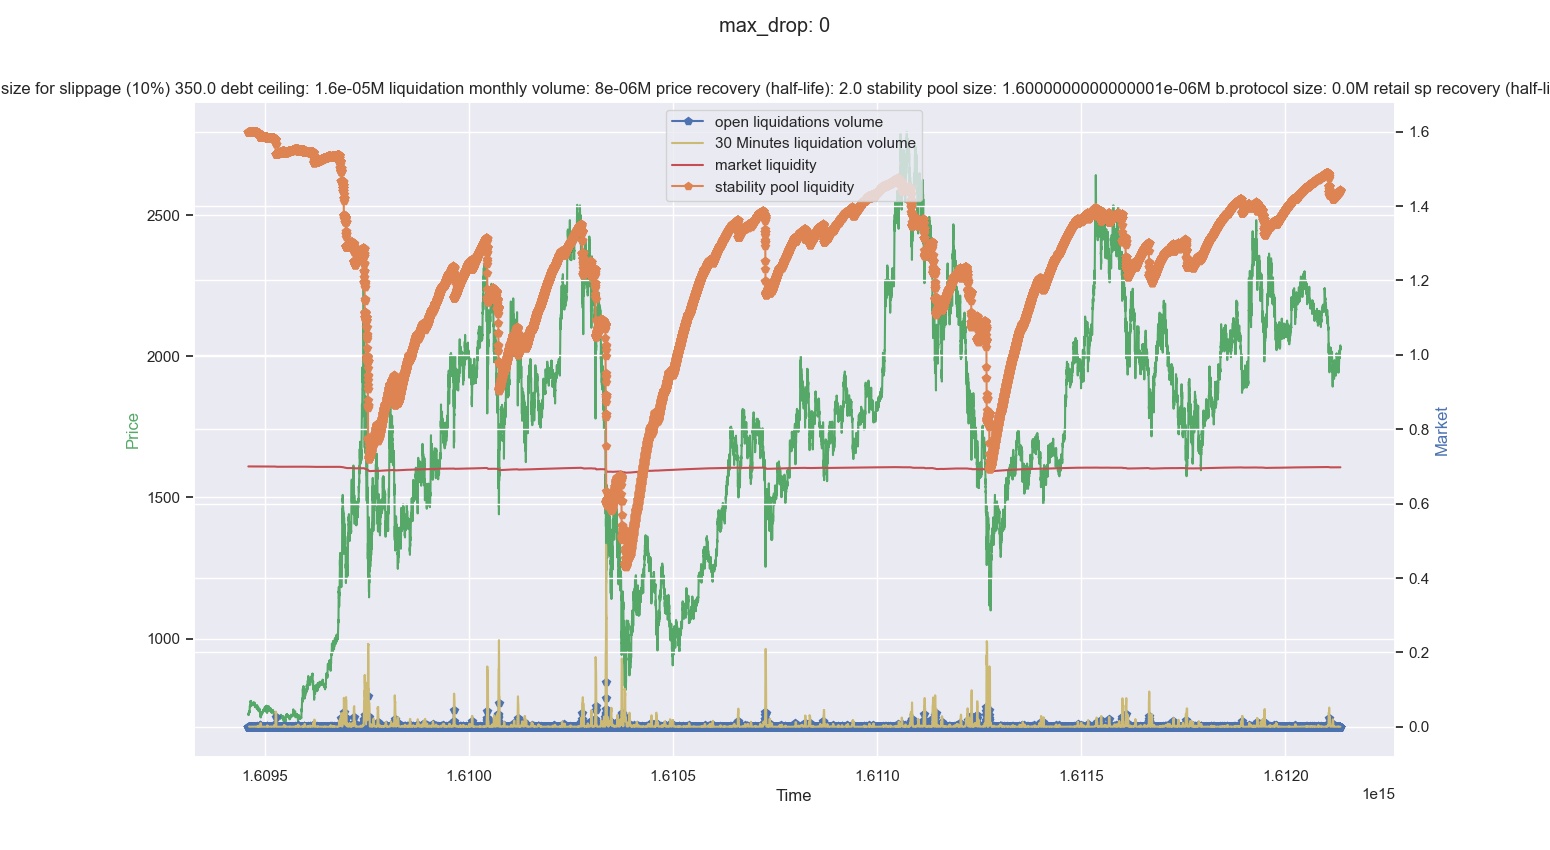 max_drop: 0
size for slippage (10%) 350.0 debt ceiling: 1.6e-05M liquidation monthly volume: 8e-06M price recovery (half-life): 2.0 stability pool size: 1.6000000000000001e-06M b.protocol size: 0.0M retail sp recovery (half-li
open liquidations volume
30 Minutes liquidation volume
market liquidity
stability pool liquidity
2500
2000
1500
1000
Price
1.6
1.4
1.2
1.0
0.8
0.6
0.4
0.2
0.0
Market
1.6095
1.6100
1.6105
1.6110
1.6115
1.6120
Time
1e15